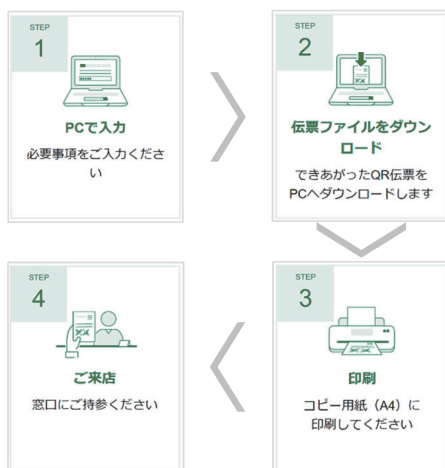 STEP
1
PCで入力
必要事項をご入力くださ
い
STEP
2
伝票ファイルをダウン
ロード
できあがったQR伝票を
PCへダウンロードします
STEP
3
印刷
コピー用紙（A4）に
印刷してください
STEP
4
ご来店
窓口にご持参ください